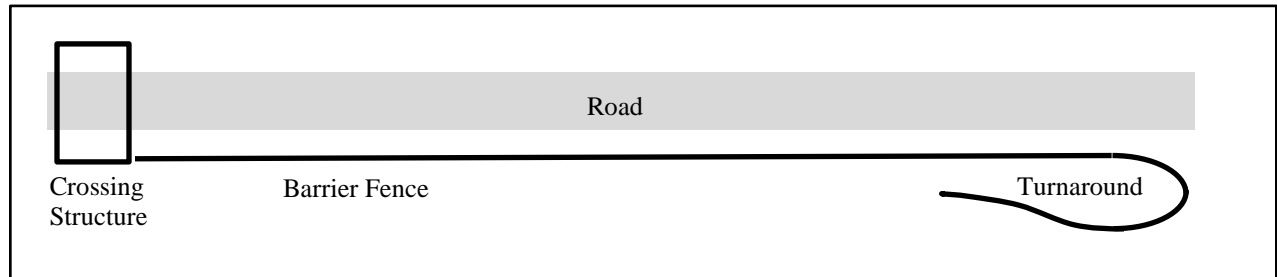 Road
Crossing
Structure
Barrier Fence
Turnaround